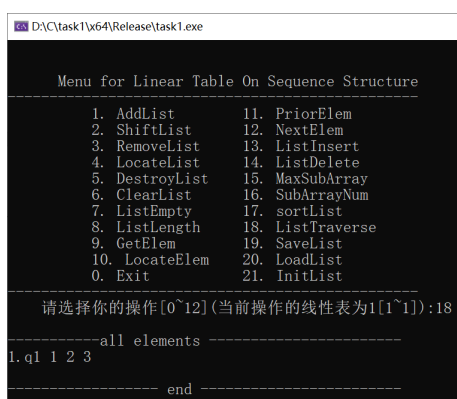 D:\C\task1\x64\Release\task1.exe
Menu for Linear Table On Sequence Structure
-------------------------------------------------
1. AddList 11. PriorElem
2. ShiftList 12. NextElem
3. RemoveList 13. ListInsert
4. LocateList 14. ListDelete
5. DestroyList 15. MaxSubArray
6. ClearList 16. SubArrayNum
7. ListEmpty 17. sortList
8. ListLength 18. ListTraverse
9. GetElem 19. SaveList
10. LocateElem 20. LoadList
0. Exit 21. InitList
-------------------------------------------------
请选择你的操作[0~12](当前操作的线性表为1[1~1]):18
-----------all elements -----------------------
1.q1 1 2 3
------------------ end ------------------------